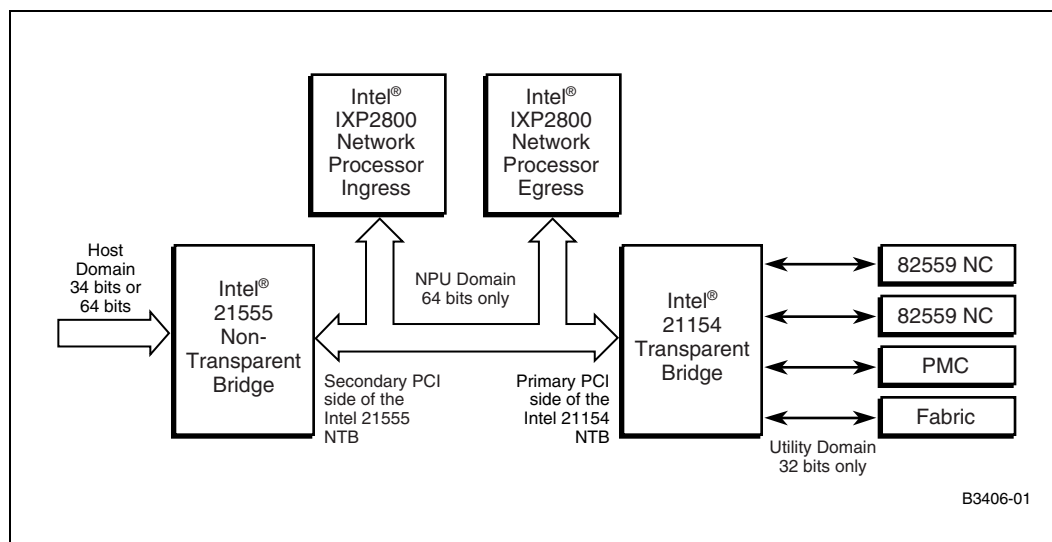 Intel®
IXP2800
Network
Processor
Ingress
Intel®
IXP2800
Network
Processor
Egress
Host
Domain
34 bits or
64 bits
Intel®
21555
Non-
Transparent
Bridge
NPU Domain
64 bits only
Secondary PCI
side of the
Intel 21555
NTB
Primary PCI
side of the
Intel 21154
NTB
Intel®
21154
Transparent
Bridge
82559 NC
82559 NC
PMC
Fabric
Utility Domain
32 bits only
B3406-01